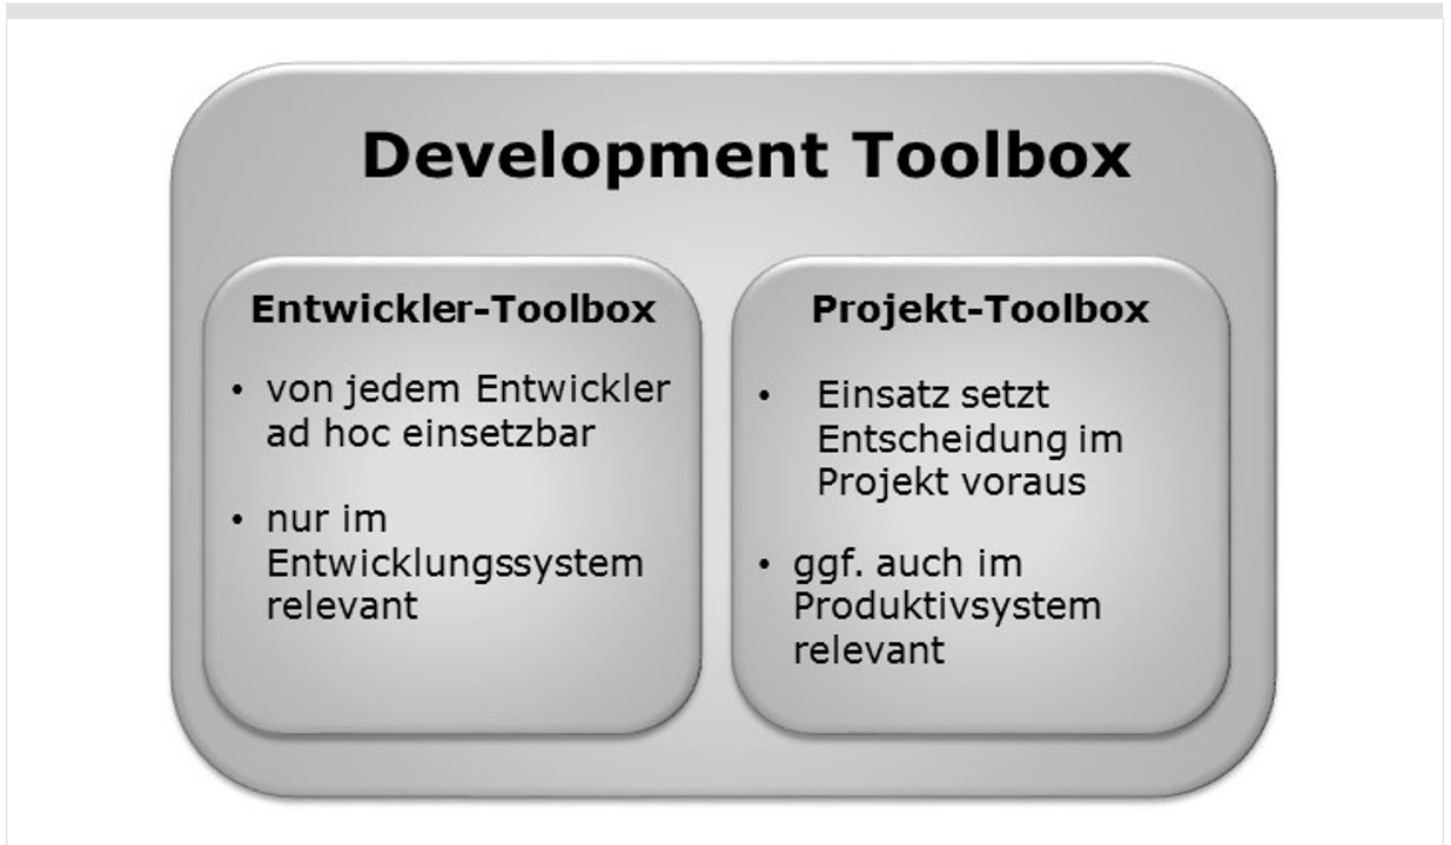 Development Toolbox
Entwickler-Toolbox
• von jedem Entwickler
ad hoc einsetzbar
• nur im
Entwicklungssystem
relevant
Projekt-Toolbox
• Einsatz setzt
Entscheidung im
Projekt voraus
• ggf. auch im
Produktivsystem
relevant